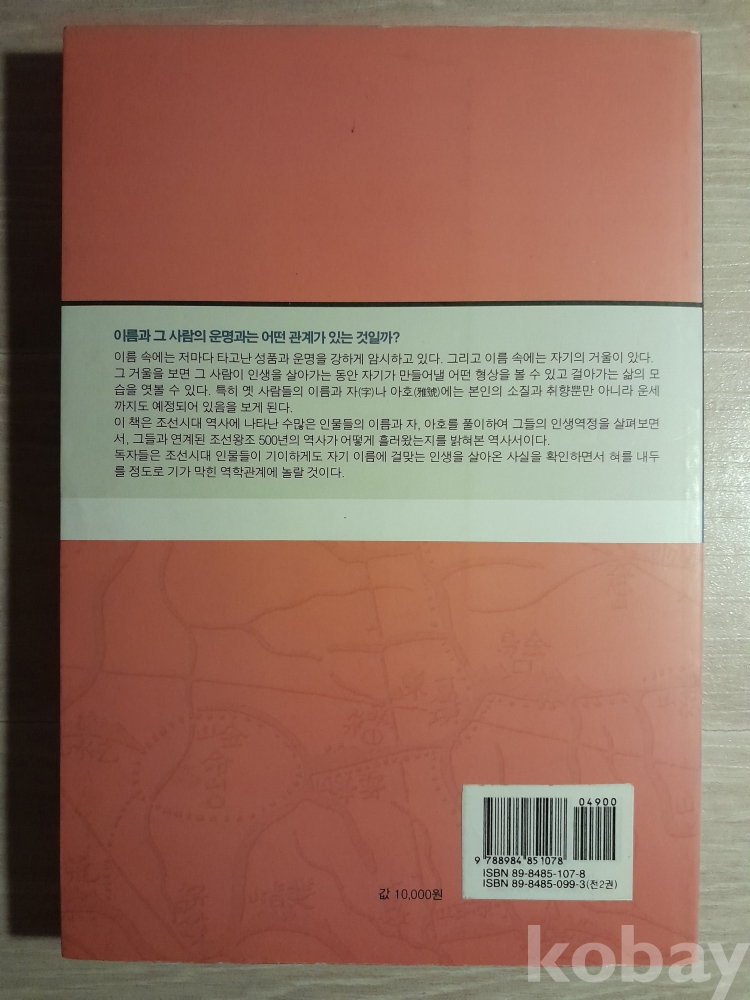 이름과 그 사람의 운명과는 어떤 관계가 있는 것일까?
이름 속에는 저마다 타고난 성품과 운명을 강하게 암시하고 있다. 그리고 이름 속에는 자기의 거울이 있다.
그 거울을 보면 그 사람이 인생을 살아가는 동안 자기가 만들어낼 어떤 형상을 볼 수 있고 걸어가는 삶의 모
습을 엿볼 수 있다. 특히 옛 사람들의 이름과 자(字)나 아호(雅號)에는 본인의 소질과 취향뿐만 아니라 운세
까지도 예정되어 있음을 보게 된다.
이 책은 조선시대 역사에 나타난 수많은 인물들의 이름과 자, 아호를 풀이하여 그들의 인생역정을 살펴보면
서, 그들과 연계된 조선왕조 500년의 역사가 어떻게 흘러왔는지를 밝혀본 역사서이다.
독자들은 조선시대 인물들이 기이하게도 자기 이름에 걸맞는 인생을 살아온 사실을 확인하면서 혀를 내두
를 정도로 기가 막힌 역학관계에 놀랄 것이다.
04900
9 788984 851078
ISBN 89-8485-107-8
ISBN 89-8485-099-3(전2권)
값 10,000원
kobay